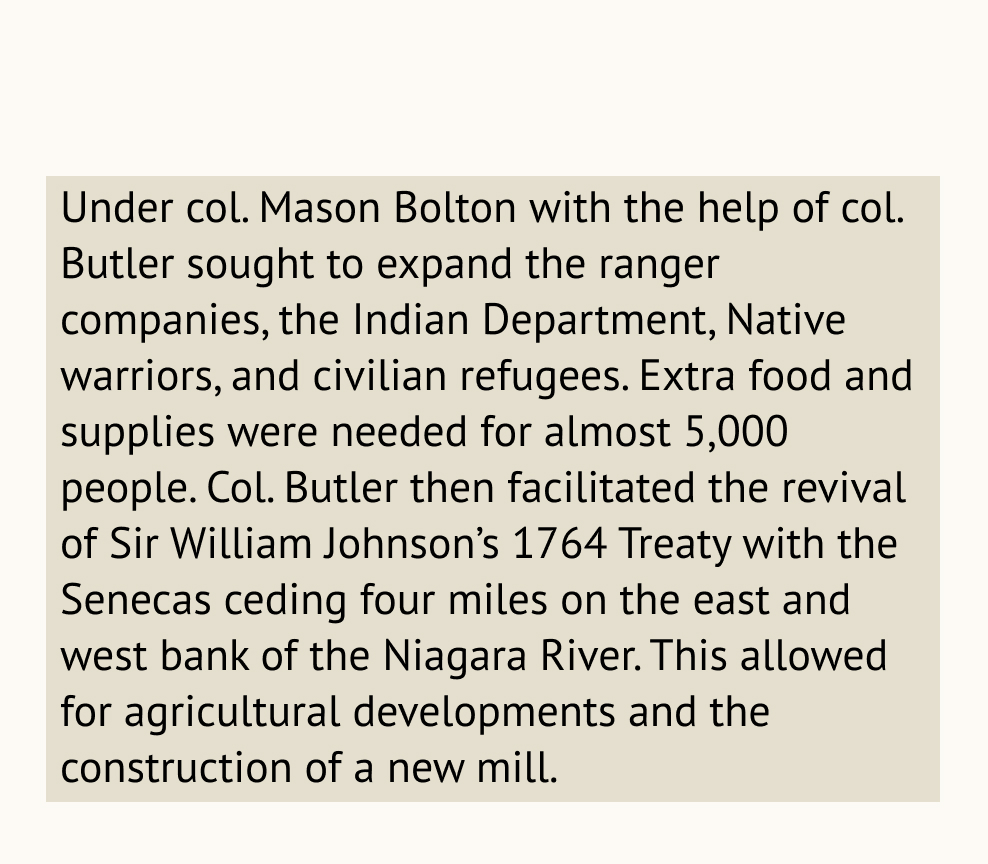 Under col. Mason Bolton with the help of col.
Butler sought to expand the ranger
companies, the Indian Department, Native
warriors, and civilian refugees. Extra food and
supplies were needed for almost 5,000
people. Col. Butler then facilitated the revival
of Sir William Johnson’s 1764 Treaty with the
Senecas ceding four miles on the east and
west bank of the Niagara River. This allowed
for agricultural developments and the
construction of a new mill.